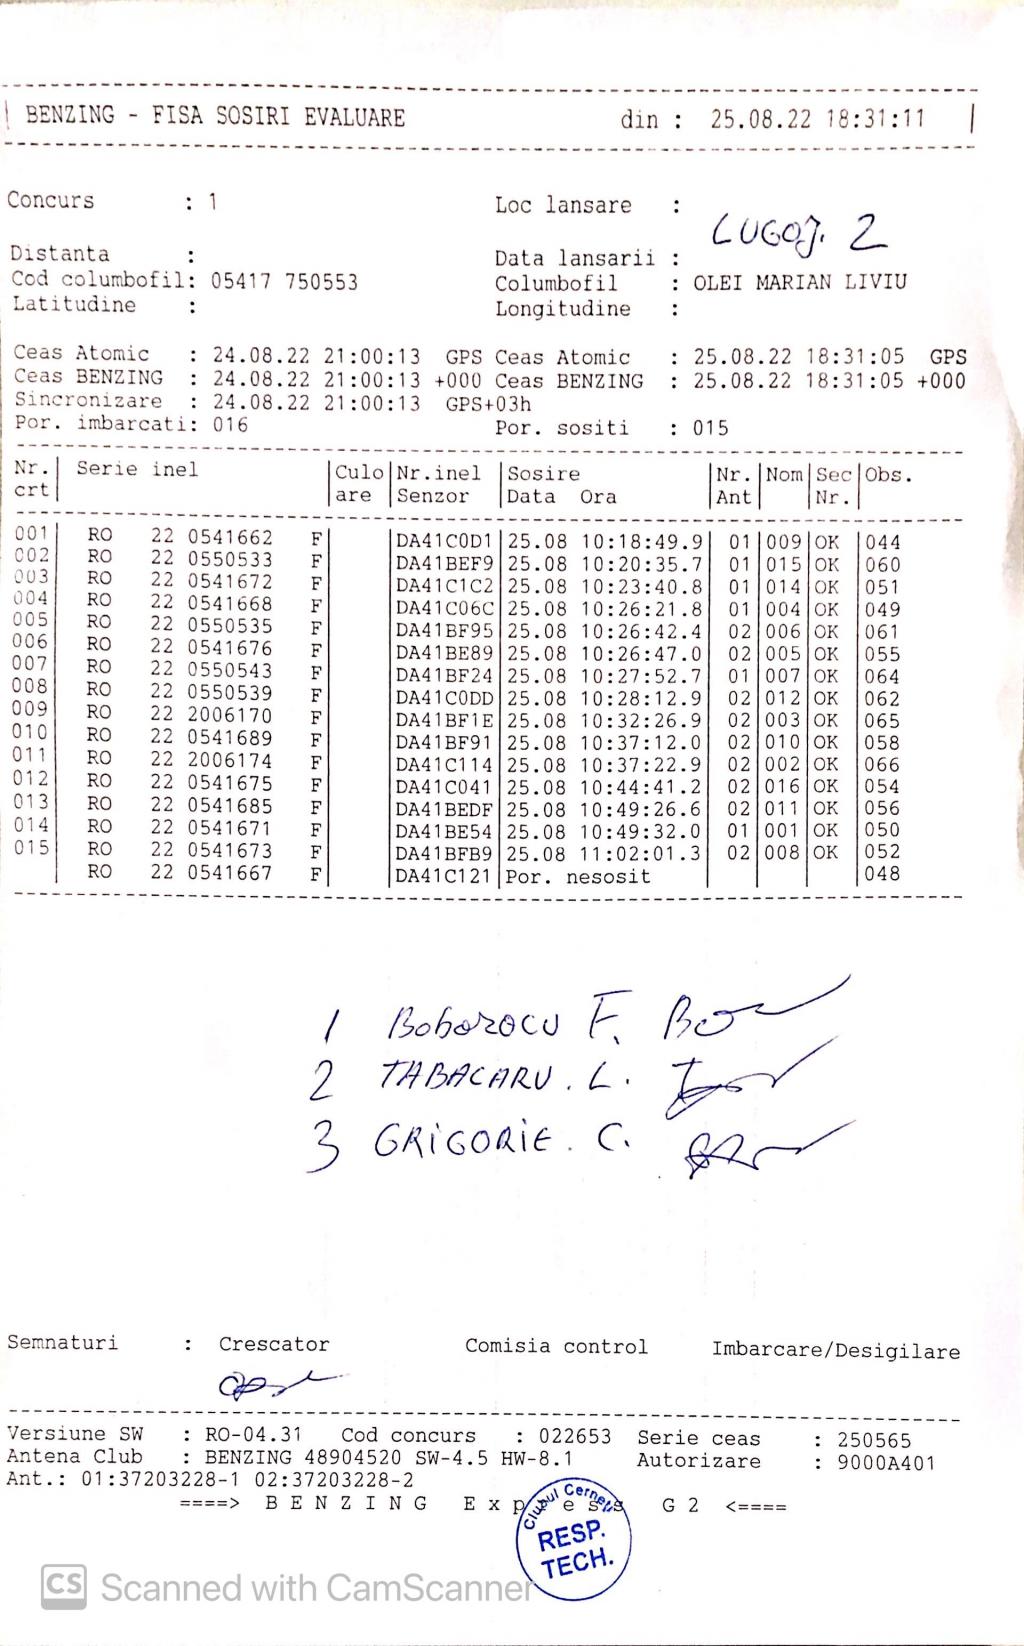 BENZING - FISA SOSIRI EVALUARE din : 25.08.22 18:31:11
Concurs : 1 Loc lansare :
LUGOJ. 2
Distanta : Data lansarii :
Cod columbofil: 05417 750553 Columbofil : OLEI MARIAN LIVIU
Latitudine : Longitudine :
Ceas Atomic : 24.08.22 21:00:13 GPS Ceas Atomic : 25.08.22 18:31:05 GPS
Ceas BENZING : 24.08.22 21:00:13 +000 Ceas BENZING : 25.08.22 18:31:05 +000
Sincronizare : 24.08.22 21:00:13 GPS+03h
Por. imbarcati: 016 Por. sositi : 015
Nr. Serie inel Culo Nr.inel Sosire Nr. Nom Sec Obs.
crt are Senzor Data Ora Ant Nr.
001 RO 22 0541662 F DA41C0D1 25.08 10:18:49.9 01 009 OK 044
002 RO 22 0550533 F DA41BEF9 25.08 10:20:35.7 01 015 OK 060
003 RO 22 0541672 F DA41C1C2 25.08 10:23:40.8 01 014 OK 051
004 RO 22 0541668 F DA41C06C 25.08 10:26:21.8 01 004 OK 049
005 RO 22 0550535 F DA41BF95 25.08 10:26:42.4 02 006 OK 061
006 RO 22 0541676 F DA41BE89 25.08 10:26:47.0 02 005 OK 055
007 RO 22 0550543 F DA41BF24 25.08 10:27:52.7 01 007 OK 064
008 RO 22 0550539 F DA41C0DD 25.08 10:28:12.9 02 012 OK 062
009 RO 22 2006170 F DA41BF1E 25.08 10:32:26.9 02 003 OK 065
010 RO 22 0541689 F DA41BF91 25.08 10:37:12.0 02 010 OK 058
011 RO 22 2006174 F DA41C114 25.08 10:37:22.9 02 002 OK 066
012 RO 22 0541675 F DA41C041 25.08 10:44:41.2 02 016 OK 054
013 RO 22 0541685 F DA41BEDF 25.08 10:49:26.6 02 011 OK 056
014 RO 22 0541671 F DA41BE54 25.08 10:49:32.0 01 001 OK 050
015 RO 22 0541673 F DA41BFB9 25.08 11:02:01.3 02 008 OK 052
RO 22 0541667 F DA41C121 Por. nesosit 048
1 Boborocu F.
2 TABACARU. L.
3 GRIGORIE. C.
Semnaturi : Crescator Comisia control Imbarcare/Desigilare
Versiune SW : RO-04.31 Cod concurs : 022653 Serie ceas : 250565
Antena Club : BENZING 48904520 SW-4.5 HW-8.1 Autorizare : 9000A401
Ant.: 01:37203228-1 02:37203228-2
====> BENZING Express G2 <====
Clubul Cerneti
RESP.
TECH.
CS Scanned with CamScanner